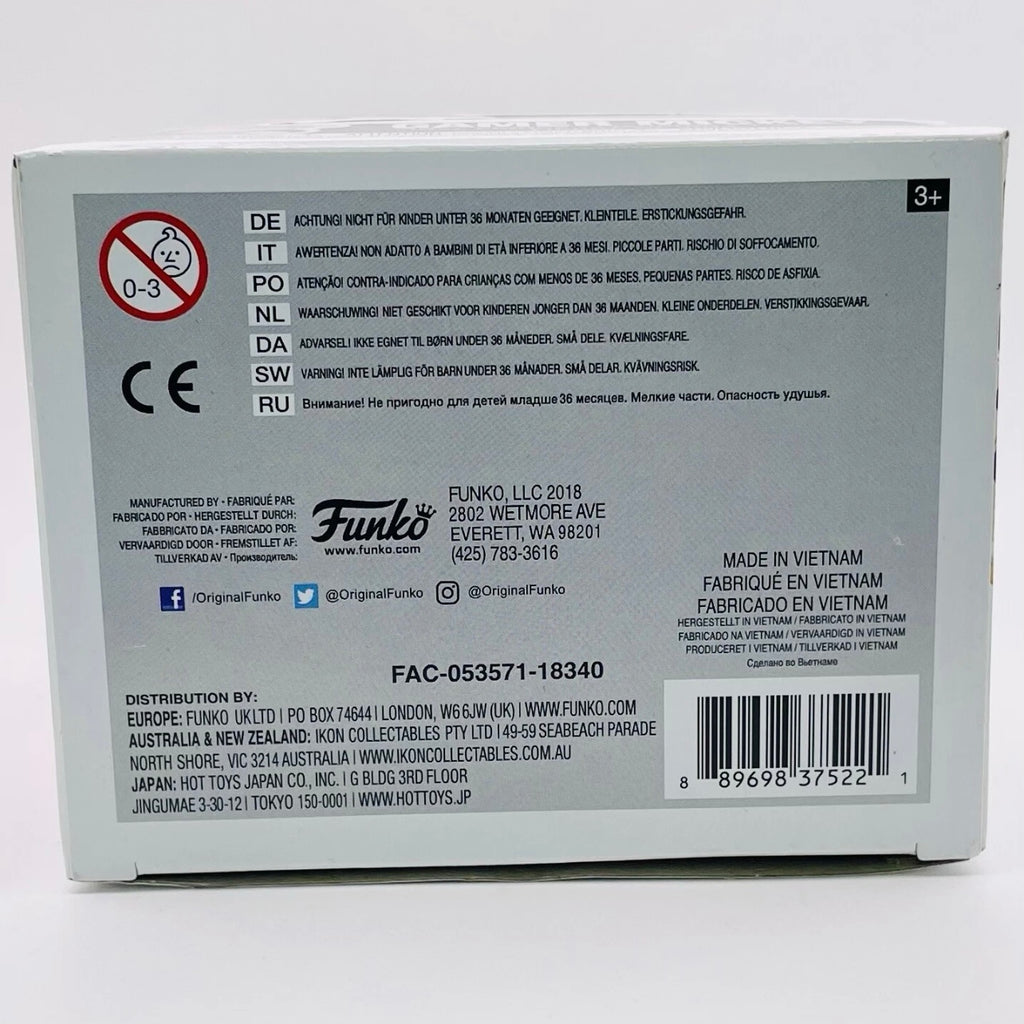 3+
0-3
DE ACHTUNG! NICHT FÜR KINDER UNTER 36 MONATEN GEEIGNET. KLEINTEILE. ERSTICKUNGSGEFAHR.
IT AWERTENZA! NON ADATTO A BAMBINI DI ETÀ INFERIORE A 36 MESI. PICCOLE PARTI. RISCHIO DI SOFFOCAMENTO.
PO ATENÇÃO! CONTRA-INDICADO PARA CRIANÇAS COM MENOS DE 36 MESES. PEQUENAS PARTES. RISCO DE ASFIXIA.
NL WAARSCHUWING! NIET GESCHIKT VOOR KINDEREN JONGER DAN 36 MAANDEN. KLEINE ONDERDELEN. VERSTIKKINGSGEVAAR.
DA ADVARSEL! IKKE EGNET TIL BØRN UNDER 36 MÅNEDER. SMÅ DELE. KVÆLNINGSFARE.
SW VARNING! INTE LÄMPLIG FÖR BARN UNDER 36 MÅNADER. SMÅ DELAR. KVÄVNINGSRISK.
RU Внимание! Не пригодно для детей младше 36 месяцев. Мелкие части. Опасность удушья.
CE
MANUFACTURED BY • FABRIQUÉ PAR:
FABRICADO POR • HERGESTELLT DURCH:
FABBRICATO DA • FABRICADO POR:
VERVAARDIGD DOOR • FREMSTILLET AF:
TILLVERKAD AV • Производитель:
Funko
www.funko.com
FUNKO, LLC 2018
2802 WETMORE AVE
EVERETT, WA 98201
(425) 783-3616
/OriginalFunko @OriginalFunko @OriginalFunko
MADE IN VIETNAM
FABRIQUÉ EN VIETNAM
FABRICADO EN VIETNAM
HERGESTELLT IN VIETNAM / FABBRICATO IN VIETNAM
FABRICADO NA VIETNAM / VERVAARDIGD IN VIETNAM
PRODUCERET I VIETNAM / TILLVERKAD I VIETNAM
Сделано во Вьетнаме
FAC-053571-18340
DISTRIBUTION BY:
EUROPE: FUNKO UK LTD | PO BOX 74644 | LONDON, W6 6JW (UK) | WWW.FUNKO.COM
AUSTRALIA & NEW ZEALAND: IKON COLLECTABLES PTY LTD | 49-59 SEABEACH PARADE
NORTH SHORE, VIC 3214 AUSTRALIA | WWW.IKONCOLLECTABLES.COM.AU
JAPAN: HOT TOYS JAPAN CO., INC. | G BLDG 3RD FLOOR
JINGUMAE 3-30-12 | TOKYO 150-0001 | WWW.HOTTOYS.JP
8 89698 37522 1